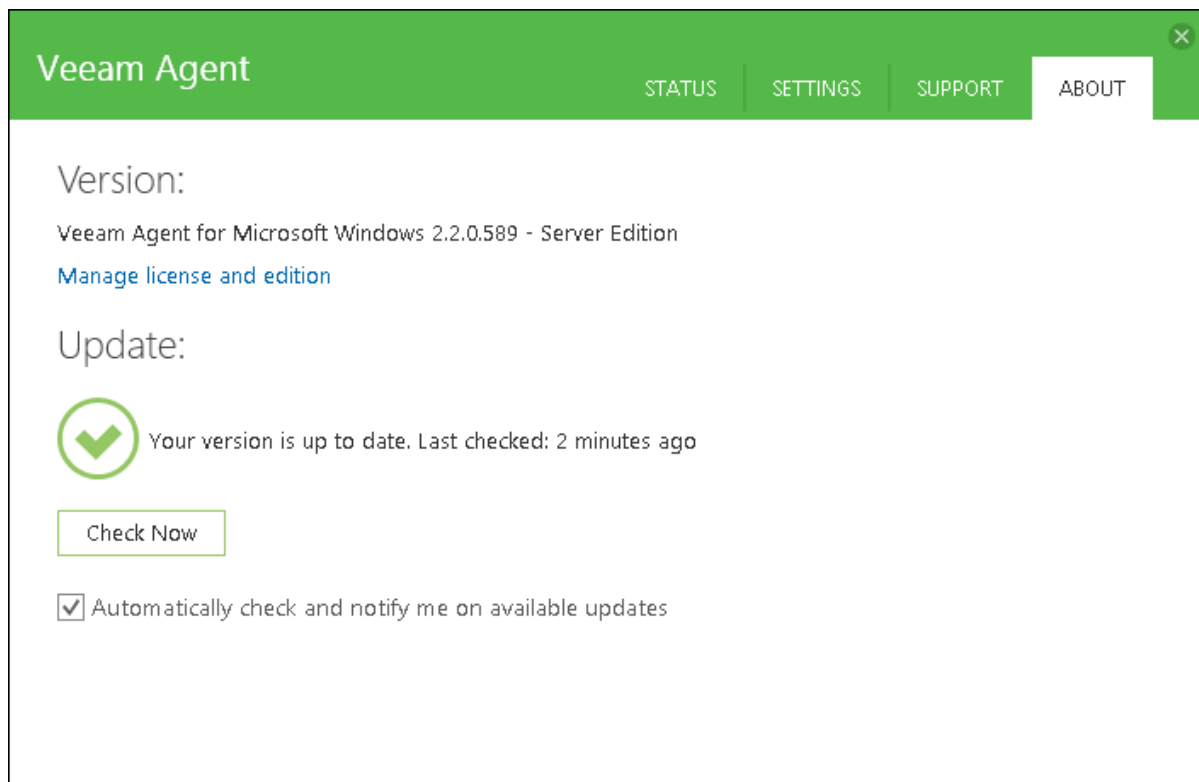 Veeam Agent
STATUS SETTINGS SUPPORT ABOUT
Version:
Veeam Agent for Microsoft Windows 2.2.0.589 - Server Edition
Manage license and edition
Update:
Your version is up to date. Last checked: 2 minutes ago
Check Now
Automatically check and notify me on available updates